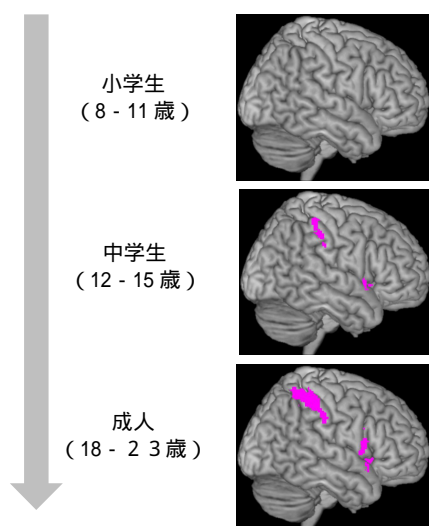 小学生
（8 - 11 歳）
中学生
（12 - 15 歳）
成人
（18 - ２３歳）